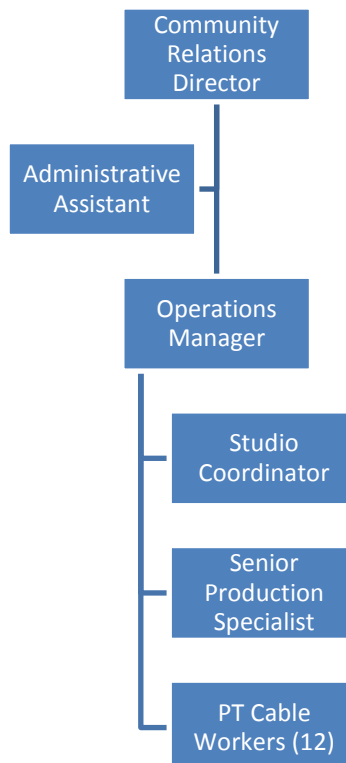 Community
Relations
Director
Administrative
Assistant
Operations
Manager
Studio
Coordinator
Senior
Production
Specialist
PT Cable
Workers (12)